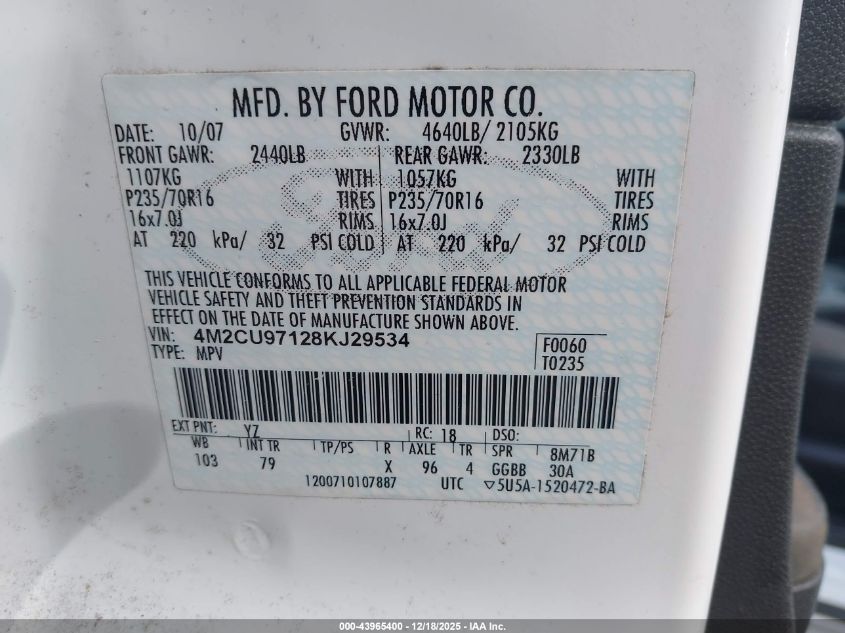 MFD. BY FORD MOTOR CO.
DATE: 10/07 GVWR: 4640LB/ 2105KG
FRONT GAWR: 2440LB REAR GAWR: 2330LB
1107KG WITH 1057KG WITH
P235/70R16 TIRES P235/70R16 TIRES
16x7.0J RIMS 16x7.0J RIMS
AT 220 kPa/ 32 PSI COLD AT 220 kPa/ 32 PSI COLD
THIS VEHICLE CONFORMS TO ALL APPLICABLE FEDERAL MOTOR
VEHICLE SAFETY AND THEFT PREVENTION STANDARDS IN
EFFECT ON THE DATE OF MANUFACTURE SHOWN ABOVE.
VIN: 4M2CU97128KJ29534 F0060
TYPE: MPV T0235
EXT PNT: YZ RC: 18 DSO:
WB INT TR TP/PS R AXLE TR SPR 8M71B
103 79 X 96 4 GGBB 30A
1200710107887 UTC ▽5U5A-1520472-BA
Ford
000-43965400 - 12/18/2025 - IAA Inc.